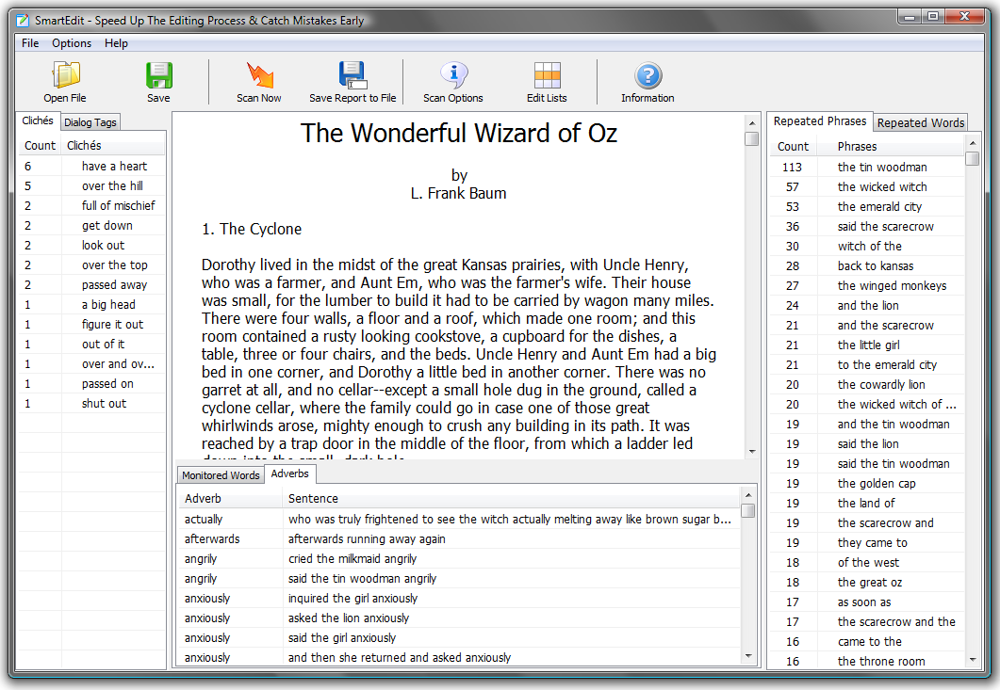 SmartEdit - Speed Up The Editing Process & Catch Mistakes Early
File Options Help
Open File Save Scan Now Save Report to File Scan Options Edit Lists Information
Clichés Dialog Tags
Count Clichés
6 have a heart
5 over the hill
2 full of mischief
2 get down
2 look out
2 over the top
2 passed away
1 a big head
1 figure it out
1 out of it
1 over and ov...
1 passed on
1 shut out
The Wonderful Wizard of Oz
by
L. Frank Baum
1. The Cyclone
Dorothy lived in the midst of the great Kansas prairies, with Uncle Henry,
who was a farmer, and Aunt Em, who was the farmer's wife. Their house
was small, for the lumber to build it had to be carried by wagon many miles.
There were four walls, a floor and a roof, which made one room; and this
room contained a rusty looking cookstove, a cupboard for the dishes, a
table, three or four chairs, and the beds. Uncle Henry and Aunt Em had a big
bed in one corner, and Dorothy a little bed in another corner. There was no
garret at all, and no cellar--except a small hole dug in the ground, called a
cyclone cellar, where the family could go in case one of those great
whirlwinds arose, mighty enough to crush any building in its path. It was
reached by a trap door in the middle of the floor, from which a ladder led
down into the small, dark hole.
Monitored Words Adverbs
Adverb Sentence
actually who was truly frightened to see the witch actually melting away like brown sugar b...
afterwards afterwards running away again
angrily cried the milkmaid angrily
angrily said the tin woodman angrily
anxiously inquired the girl anxiously
anxiously asked the lion anxiously
anxiously said the girl anxiously
anxiously and then she returned and asked anxiously
Repeated Phrases Repeated Words
Count Phrases
113 the tin woodman
57 the wicked witch
53 the emerald city
36 said the scarecrow
30 witch of the
28 back to kansas
27 the winged monkeys
24 and the lion
21 and the scarecrow
21 the little girl
21 to the emerald city
20 the cowardly lion
20 the wicked witch of ...
19 and the tin woodman
19 said the lion
19 said the tin woodman
19 the golden cap
19 the land of
19 the scarecrow and
19 they came to
18 of the west
18 the great oz
17 as soon as
17 the scarecrow and the
16 came to the
16 the throne room